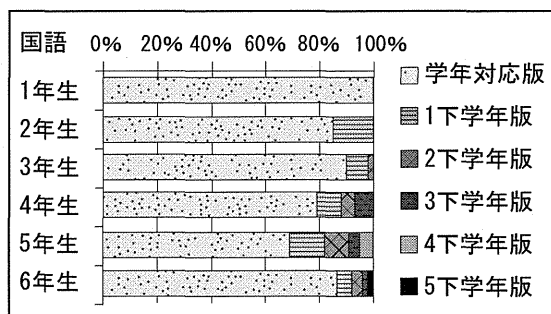 国語 0% 20% 40% 60% 80% 100%
1年生
2年生
3年生
4年生
5年生
6年生
学年対応版
1下学年版
2下学年版
3下学年版
4下学年版
5下学年版